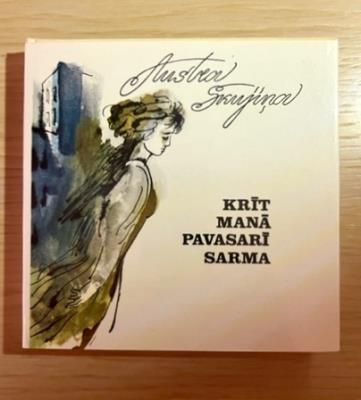 Austra
Skujiņa
KRĪT
MANĀ
PAVASARĪ
SARMA